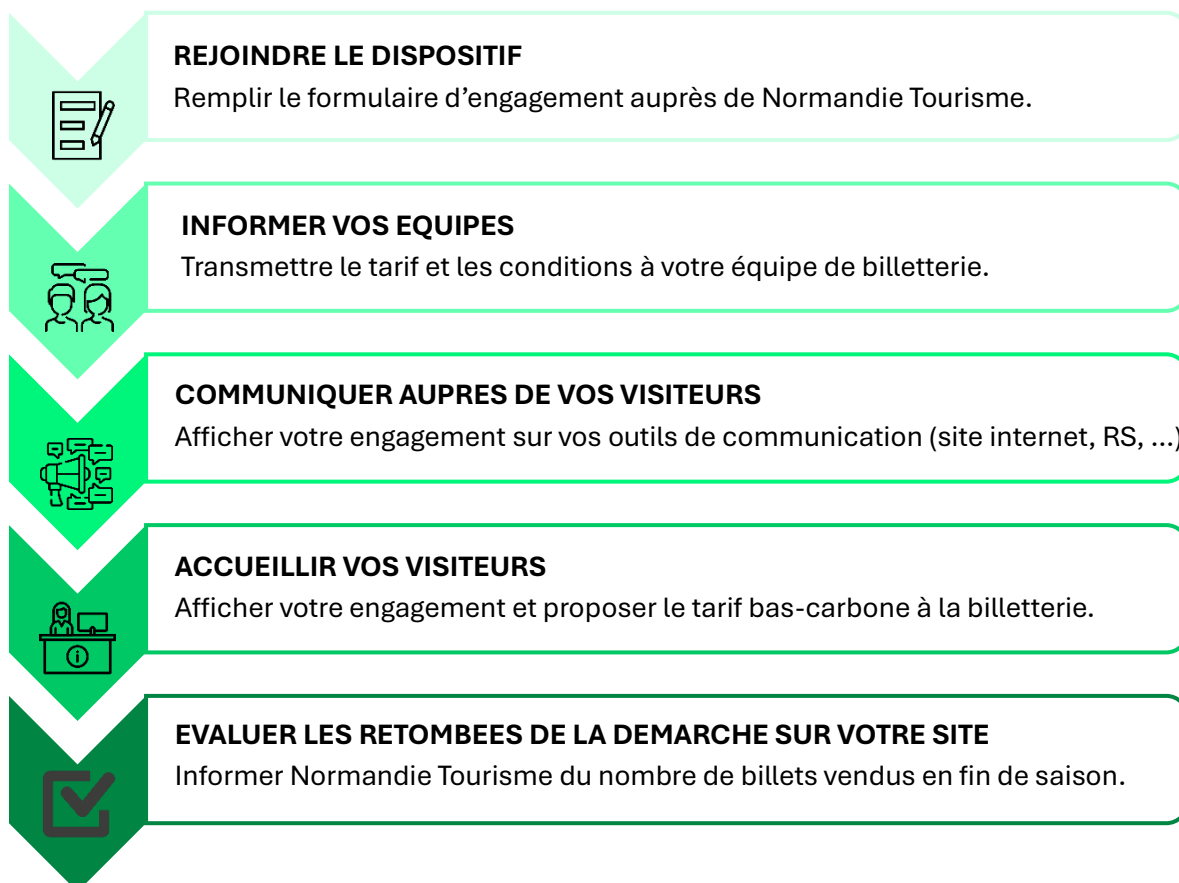 REJOINDRE LE DISPOSITIF
Remplir le formulaire d’engagement auprès de Normandie Tourisme.
INFORMER VOS EQUIPES
Transmettre le tarif et les conditions à votre équipe de billetterie.
COMMUNIQUER AUPRES DE VOS VISITEURS
Afficher votre engagement sur vos outils de communication (site internet, RS, ...)
ACCUEILLIR VOS VISITEURS
Afficher votre engagement et proposer le tarif bas-carbone à la billetterie.
EVALUER LES RETOMBEES DE LA DEMARCHE SUR VOTRE SITE
Informer Normandie Tourisme du nombre de billets vendus en fin de saison.